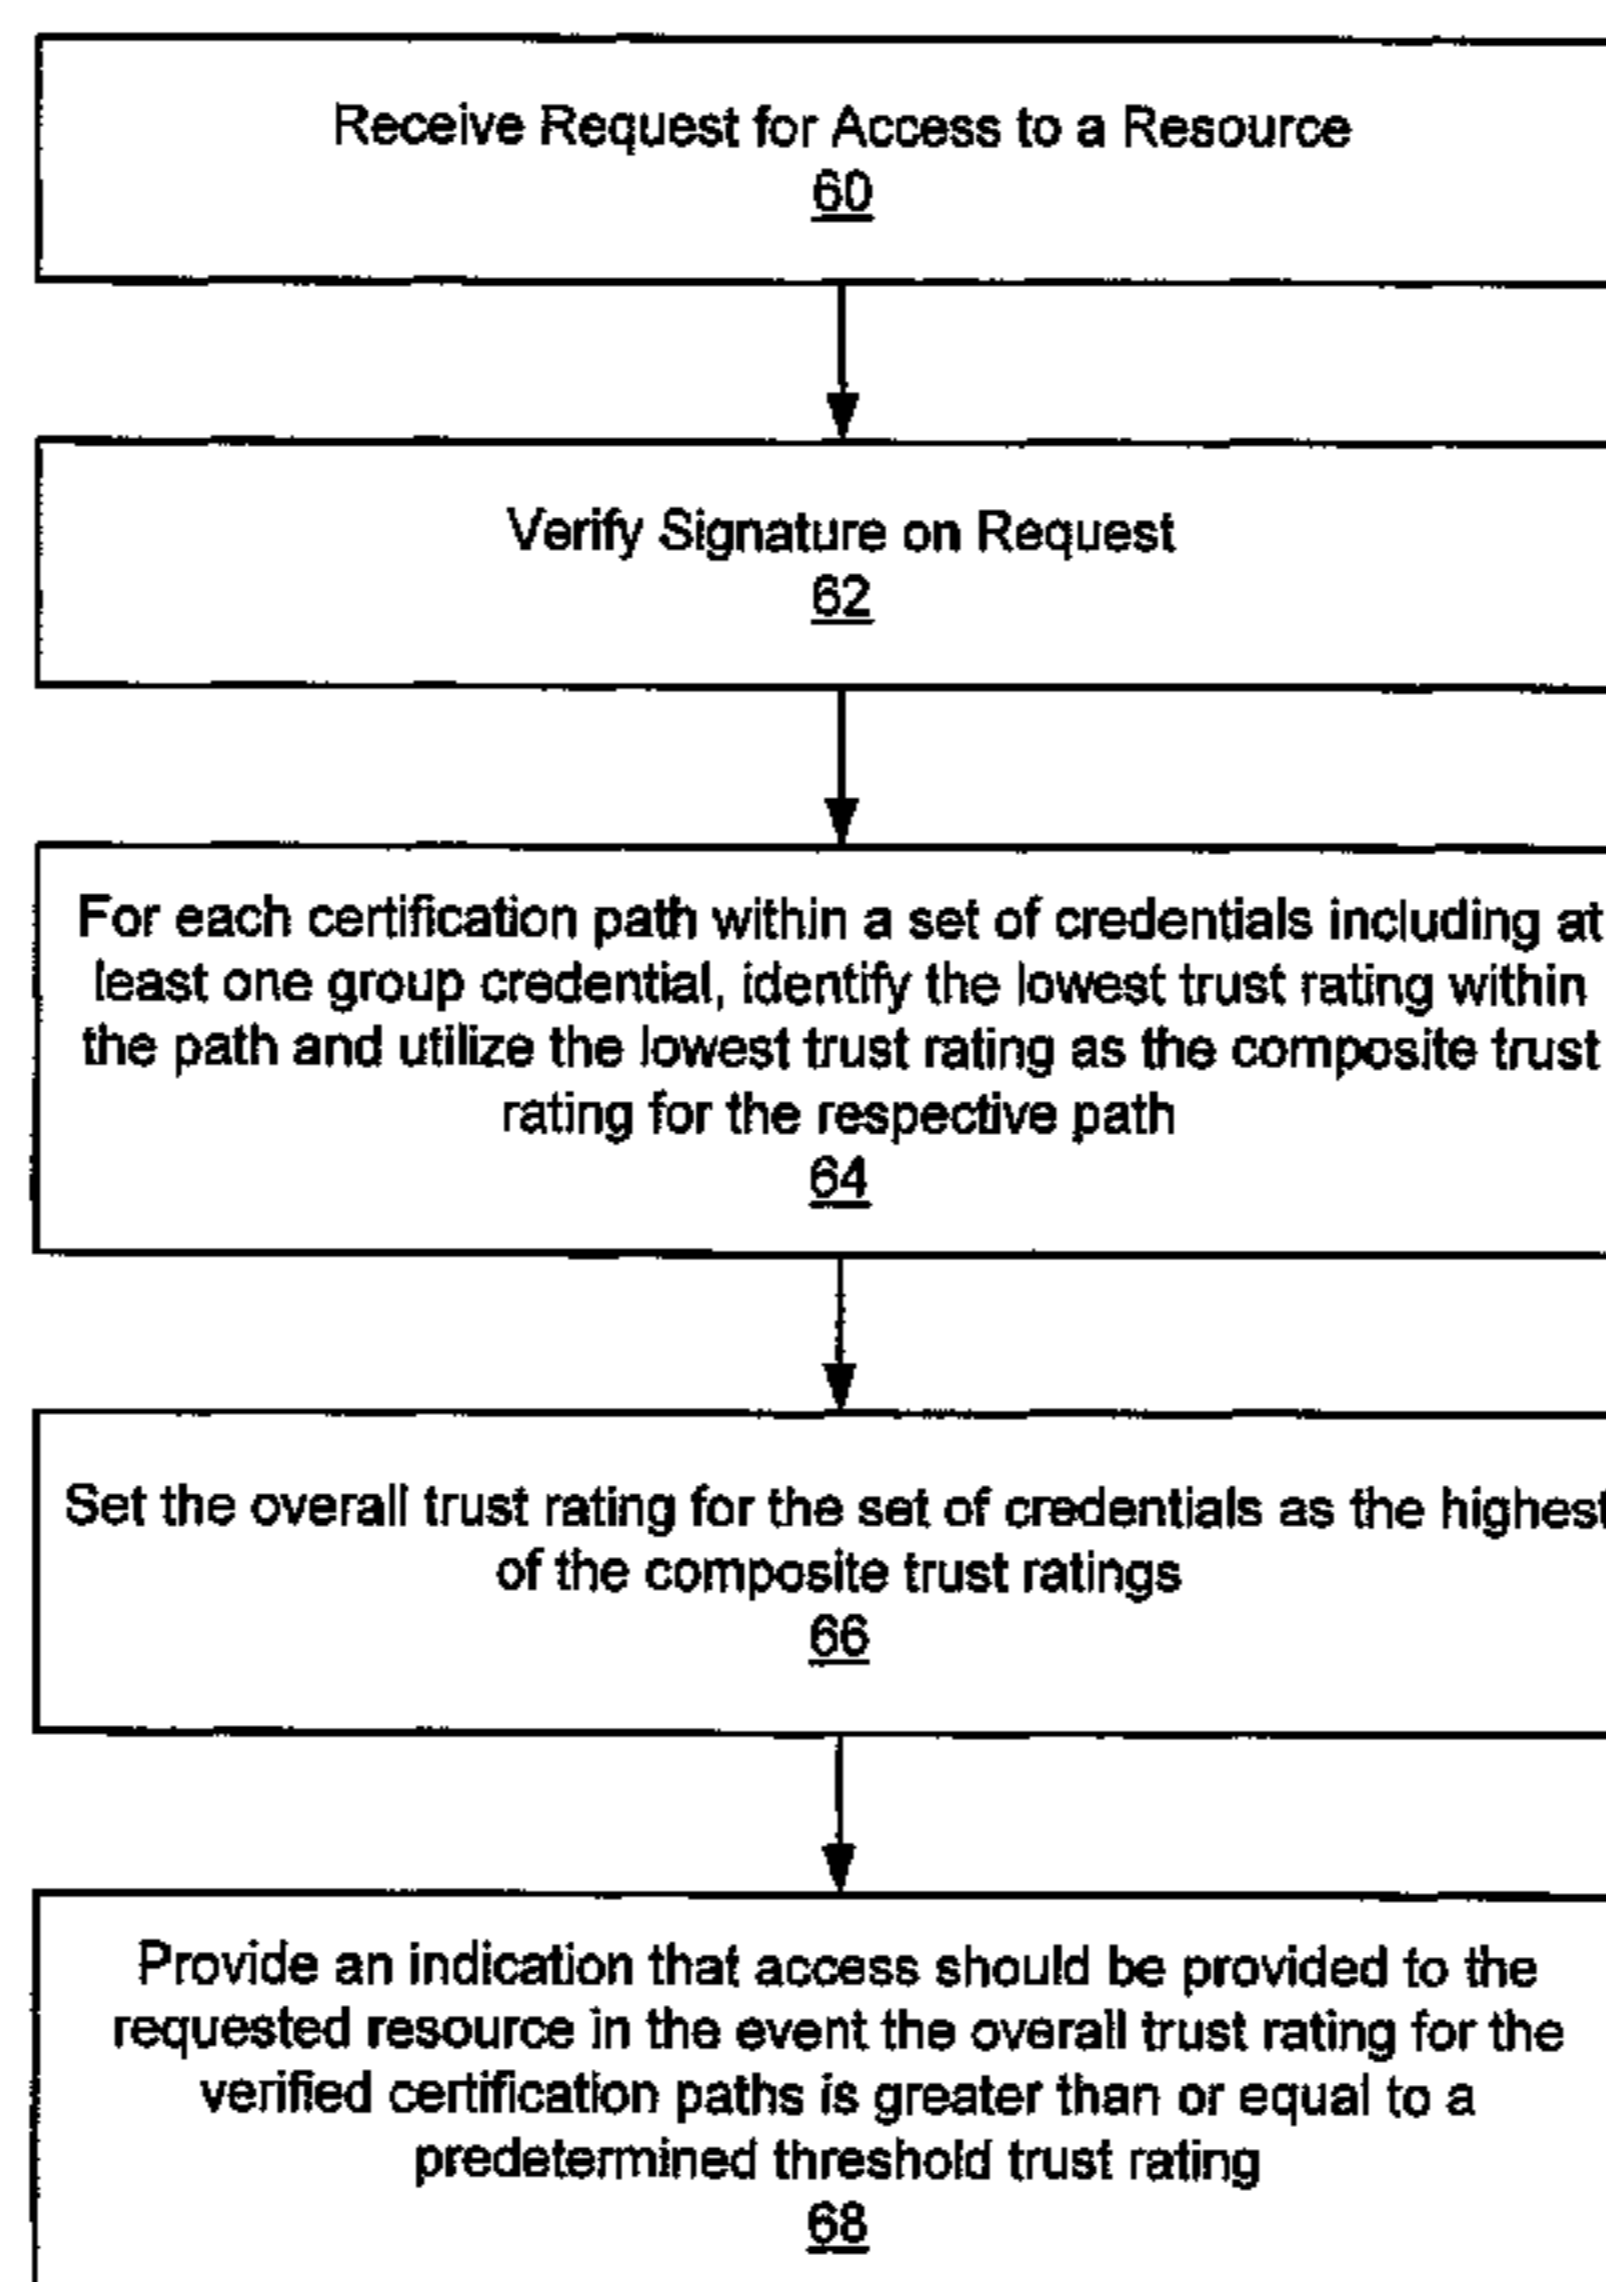 Receive Request for Access to a Resource
60
Verify Signature on Request
62
For each certification path within a set of credentials including at
least one group credential, identify the lowest trust rating within
the path and utilize the lowest trust rating as the composite trust
rating for the respective path
64
Set the overall trust rating for the set of credentials as the highest
of the composite trust ratings
66
Provide an indication that access should be provided to the
requested resource in the event the overall trust rating for the
verified certification paths is greater than or equal to a
predetermined threshold trust rating
68